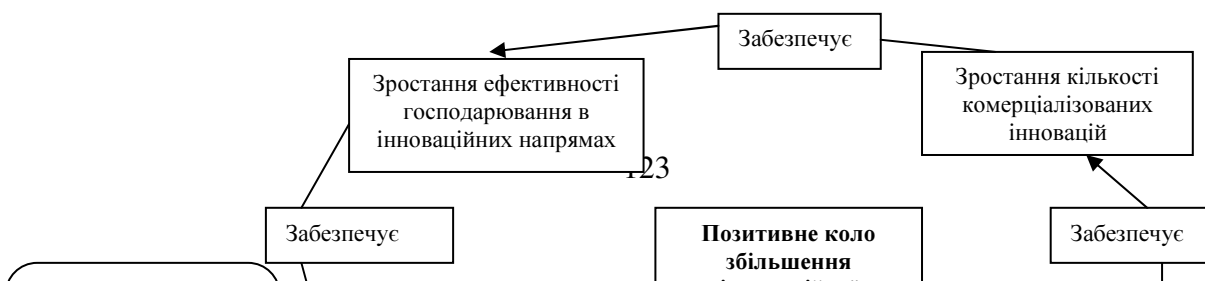 Забезпечує
Зростання ефективності
господарювання в
інноваційних напрямах
Зростання кількості
комерціалізованих
інновацій
123
Забезпечує
Позитивне коло
збільшення
Забезпечує